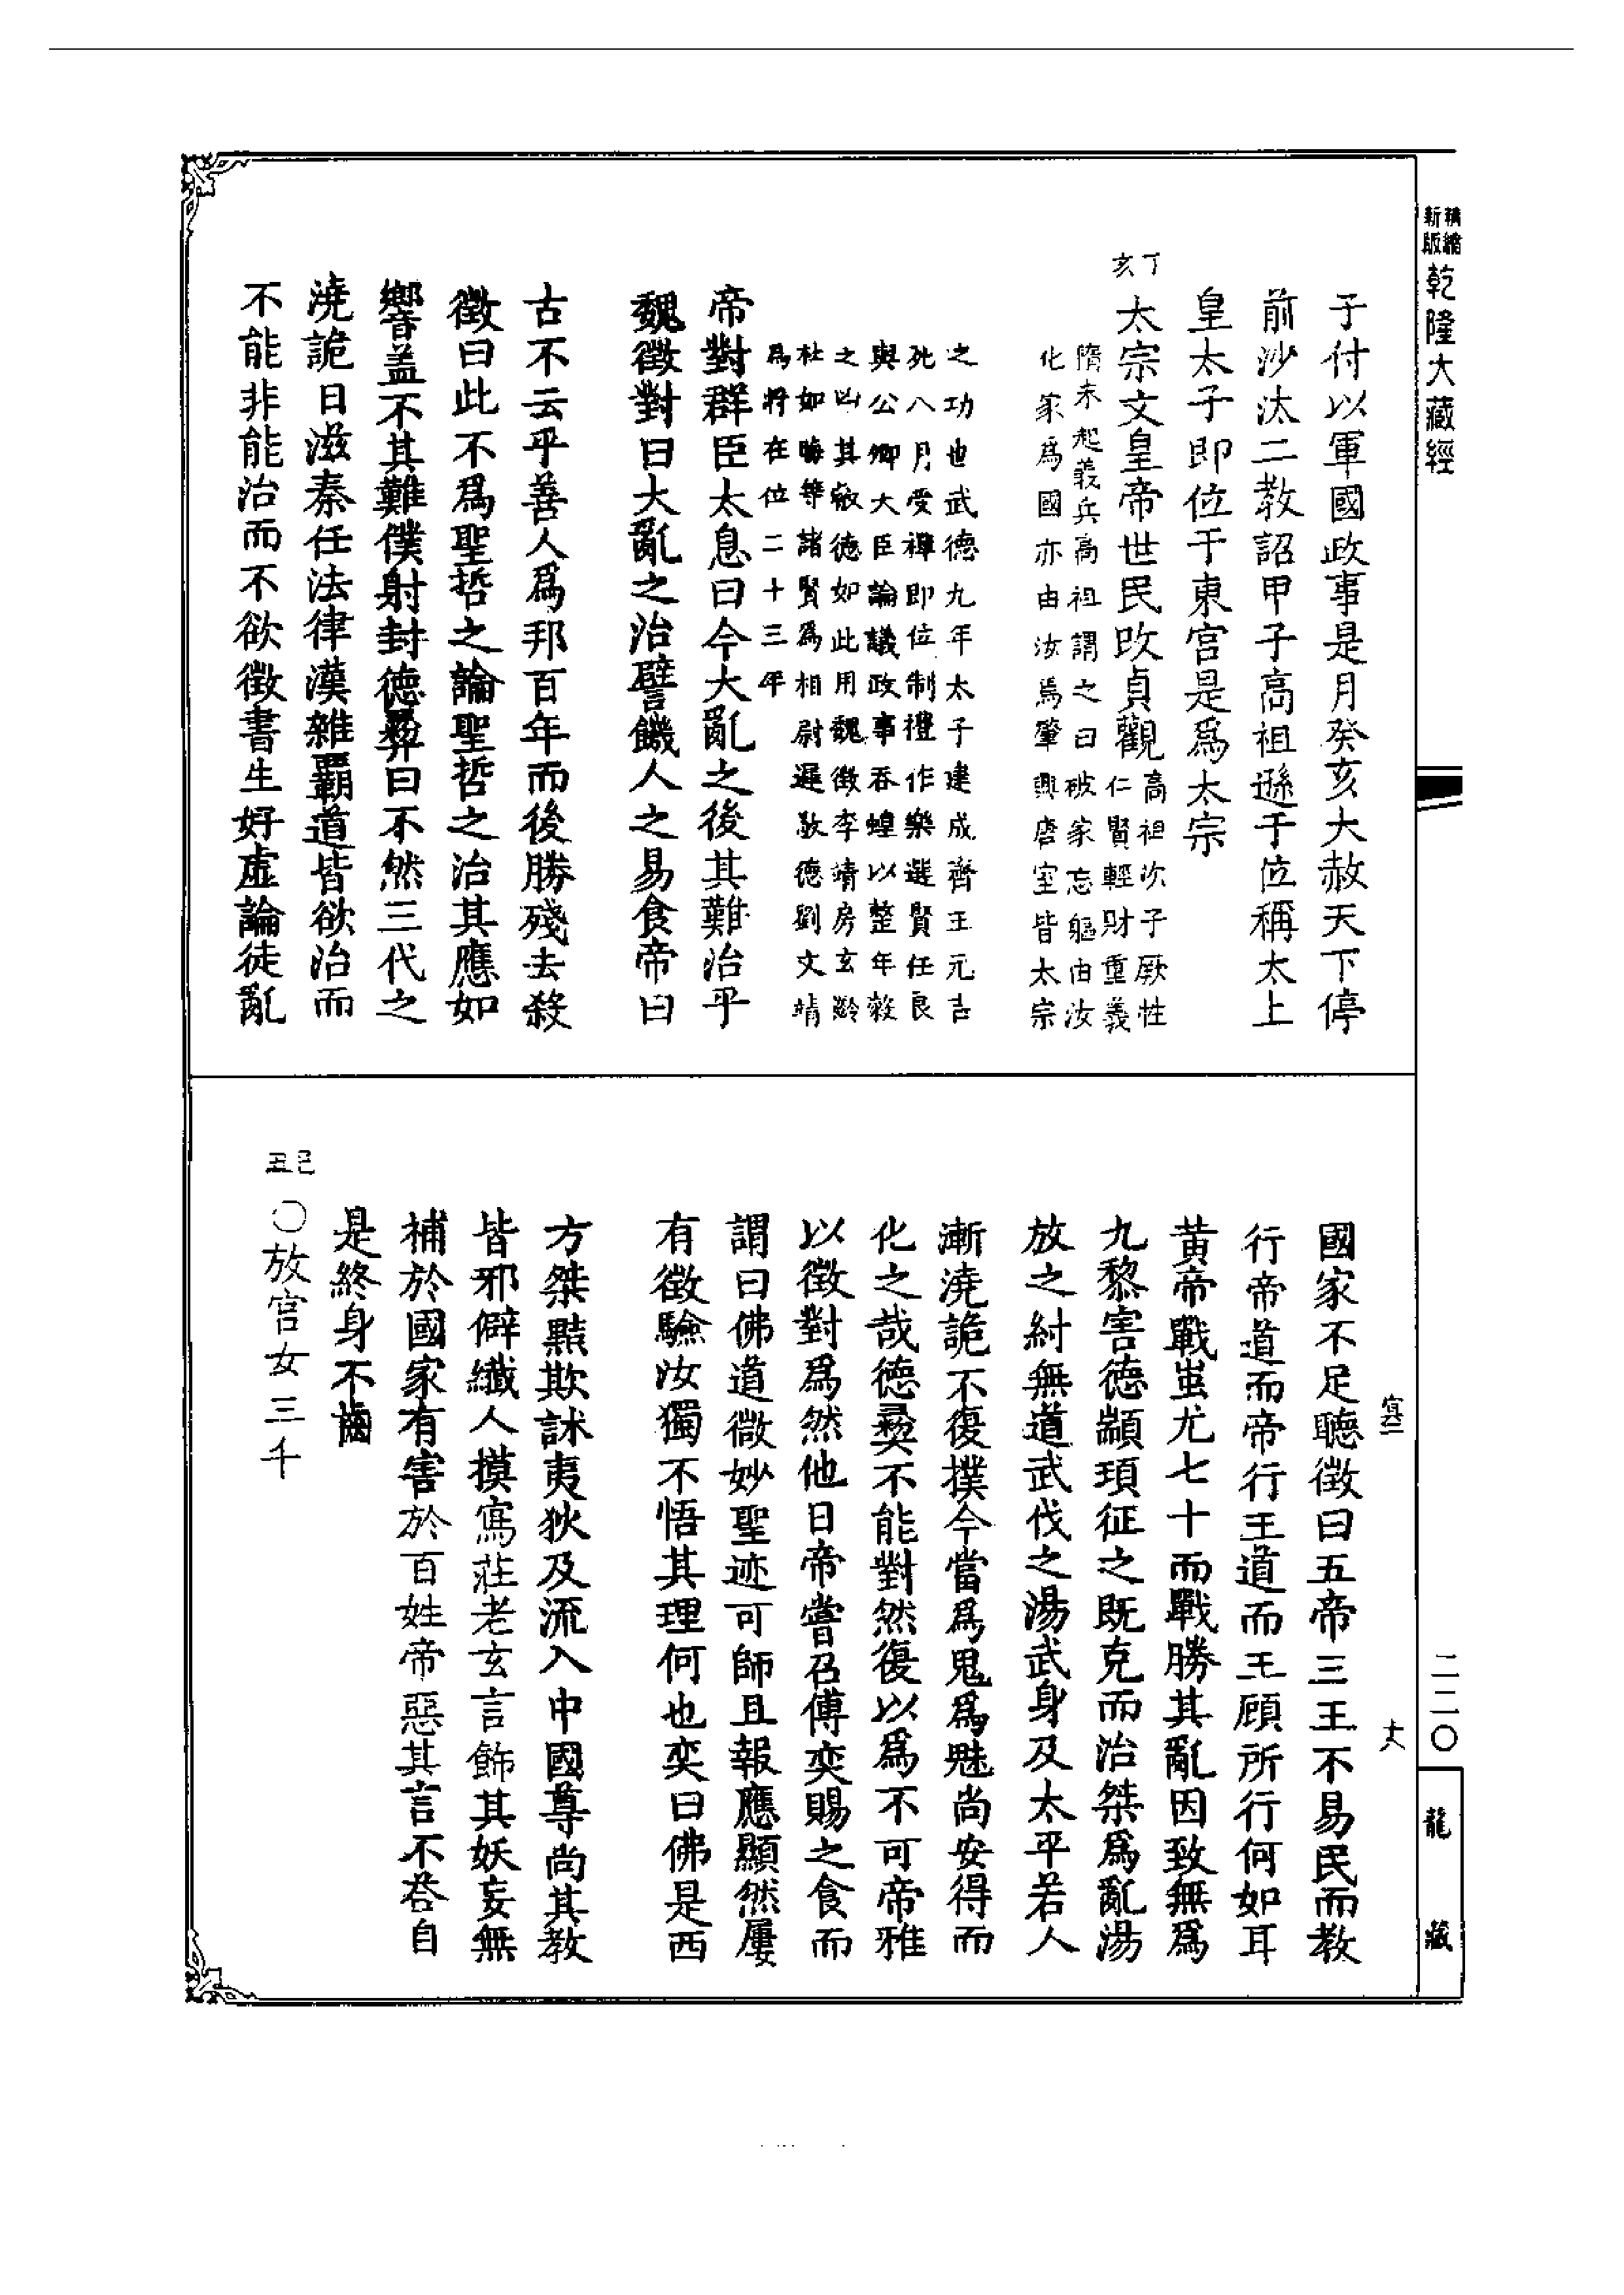 精縮
新版
乾隆大藏經
子付以軍國政事是月癸亥大赦天下停
前沙汰二教詔甲子高祖遜于位稱太上
皇太子即位于東宮是爲太宗
丁
亥
太宗文皇帝世民改貞觀
高祖次子厥性
仁賢輕財重義
隋末起義兵高祖謂之曰破家忘軀由汝
化家爲國亦由汝焉肇興唐室皆太宗
之功也武德九年太子建成齊王元吉
死八月受禪即位制禮作樂選賢任良
與公卿大臣論議政事吞蝗以整年穀
之凶其敏德如此用魏徵李靖房玄齡
杜如晦等諸賢爲相尉遲敬德劉文靖
爲將在位二十三年
帝對群臣太息曰今大亂之後其難治乎
魏徵對曰大亂之治譬饑人之易食帝曰
古不云乎善人爲邦百年而後勝殘去殺
徵曰此不爲聖哲之論聖哲之治其應如
響盖不其難僕射封德彞曰不然三代之
澆詭日滋秦任法律漢雜覇道皆欲治而
不能非能治而不欲徵書生好虛論徒亂
國家不足聽徵曰五帝三王不易民而教
行帝道而帝行王道而王顧所行何如耳
黃帝戰蚩尤七十而戰勝其亂因致無爲
九黎害德顓頊征之既克而治桀爲亂湯
放之紂無道武伐之湯武身及太平若人
漸澆詭不復撲今當爲鬼爲魅尚安得而
化之哉德彞不能對然復以爲不可帝雅
以徵對爲然他日帝嘗召傅奕賜之食而
謂曰佛道微妙聖迹可師且報應顯然屢
有徵驗汝獨不悟其理何也奕曰佛是西
方桀黠欺訹夷狄及流入中國尊尚其教
皆邪僻纖人摸寫莊老玄言飾其妖妄無
補於國家有害於百姓帝惡其言不荅自
是終身不齒
己
丑
○放宮女三千
二二〇
龍藏